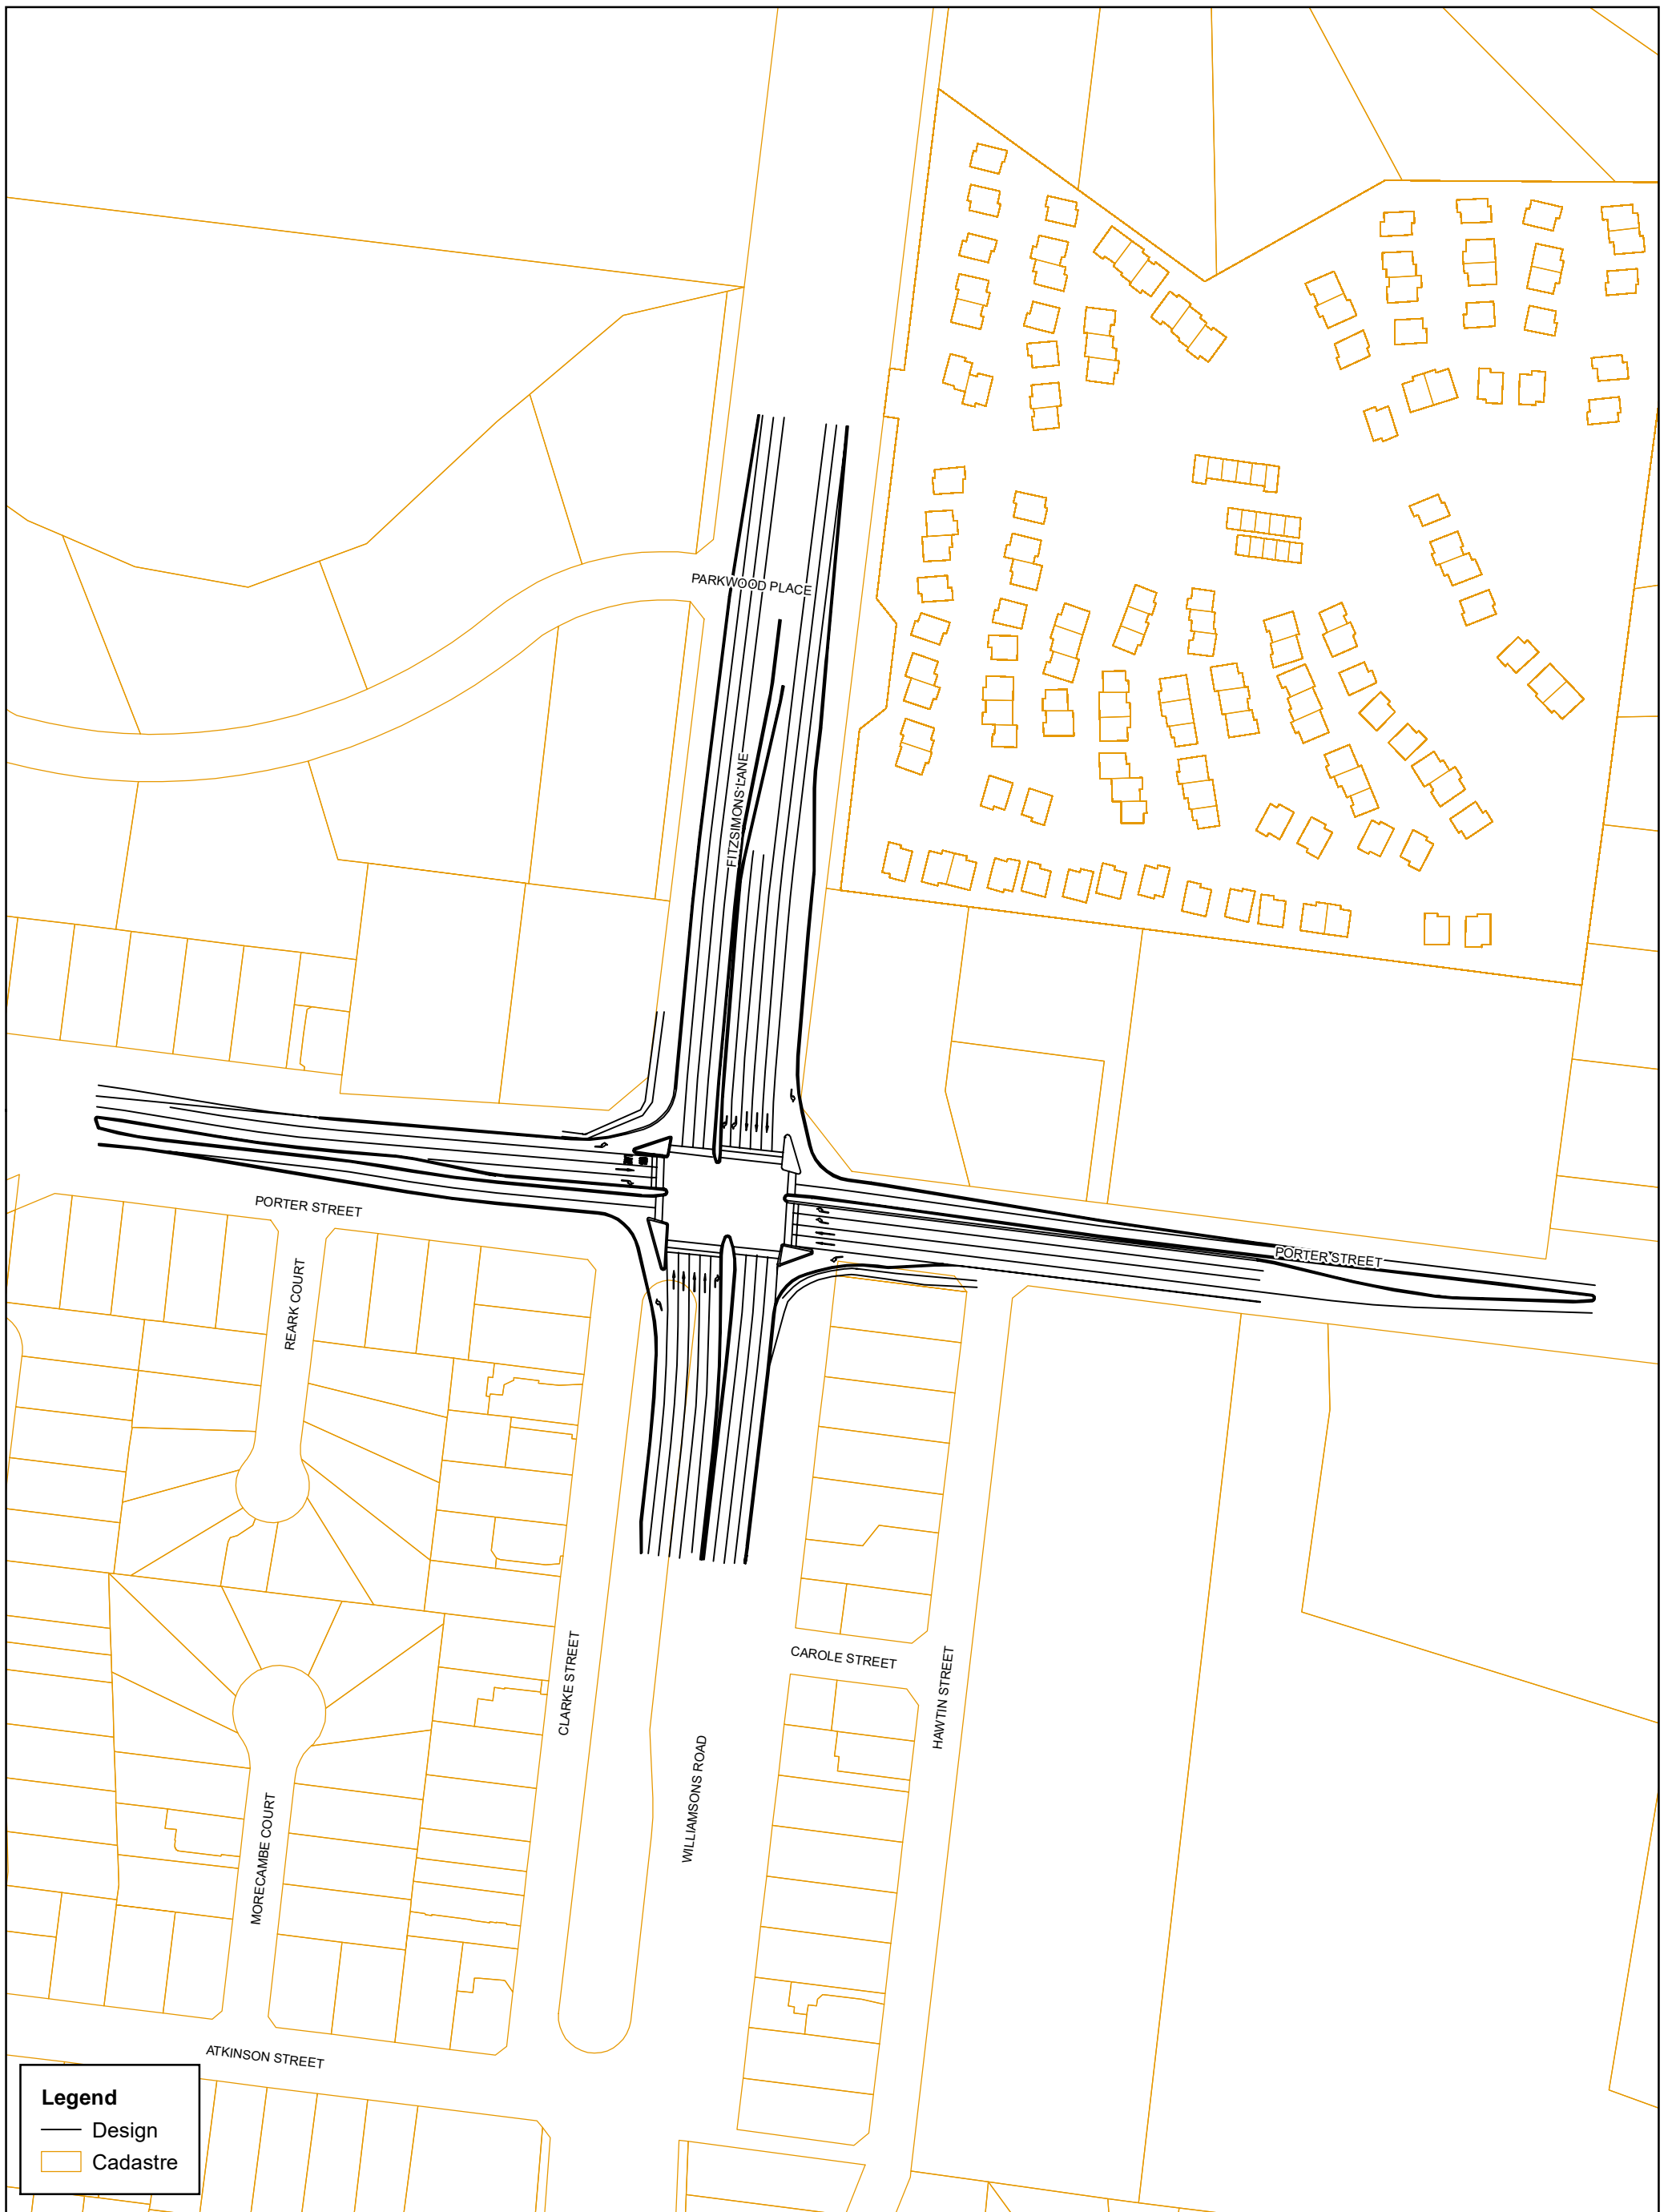 PARKWOOD PLACE
FITZSIMONS LANE
PORTER STREET
PORTER STREET
REARK COURT
CLARKE STREET
CAROLE STREET
HAWTIN STREET
WILLIAMSONS ROAD
MORECAMBE COURT
ATKINSON STREET
Legend
Design
Cadastre